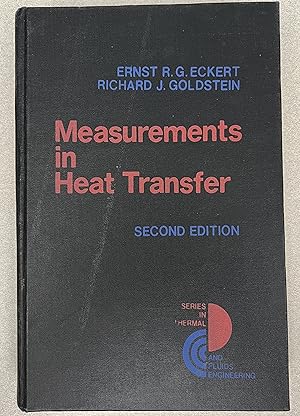 ERNST R.G. ECKERT
RICHARD J. GOLDSTEIN
Measurements
in
Heat Transfer
SECOND EDITION
SERIES
IN
THERMAL
AND
FLUIDS
ENGINEERING